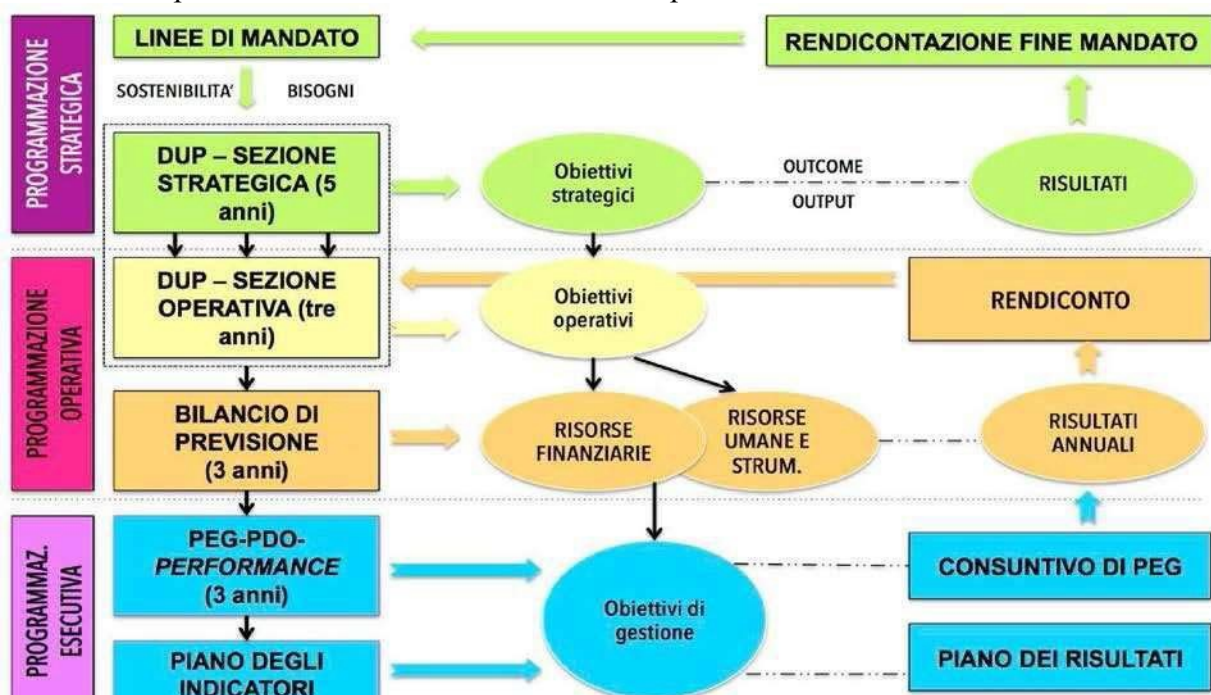 PROGRAMMAZIONE
STRATEGICA
LINEE DI MANDATO
RENDICONTAZIONE FINE MANDATO
SOSTENIBILITA'
BISOGNI
DUP – SEZIONE
STRATEGICA (5
anni)
Obiettivi
strategici
OUTCOME
OUTPUT
RISULTATI
PROGRAMMAZIONE
OPERATIVA
DUP – SEZIONE
OPERATIVA (tre
anni)
Obiettivi
operativi
RENDICONTO
BILANCIO DI
PREVISIONE
(3 anni)
RISORSE
FINANZIARIE
RISORSE
UMANE E
STRUM.
RISULTATI
ANNUALI
PROGRAMMAZ.
ESECUTIVA
PEG-PDO-
PERFORMANCE
(3 anni)
Obiettivi di
gestione
CONSUNTIVO DI PEG
PIANO DEGLI
INDICATORI
PIANO DEI RISULTATI